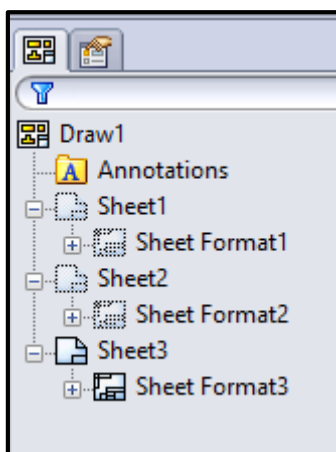 Draw1
A Annotations
Sheet1
Sheet Format1
Sheet2
Sheet Format2
Sheet3
Sheet Format3